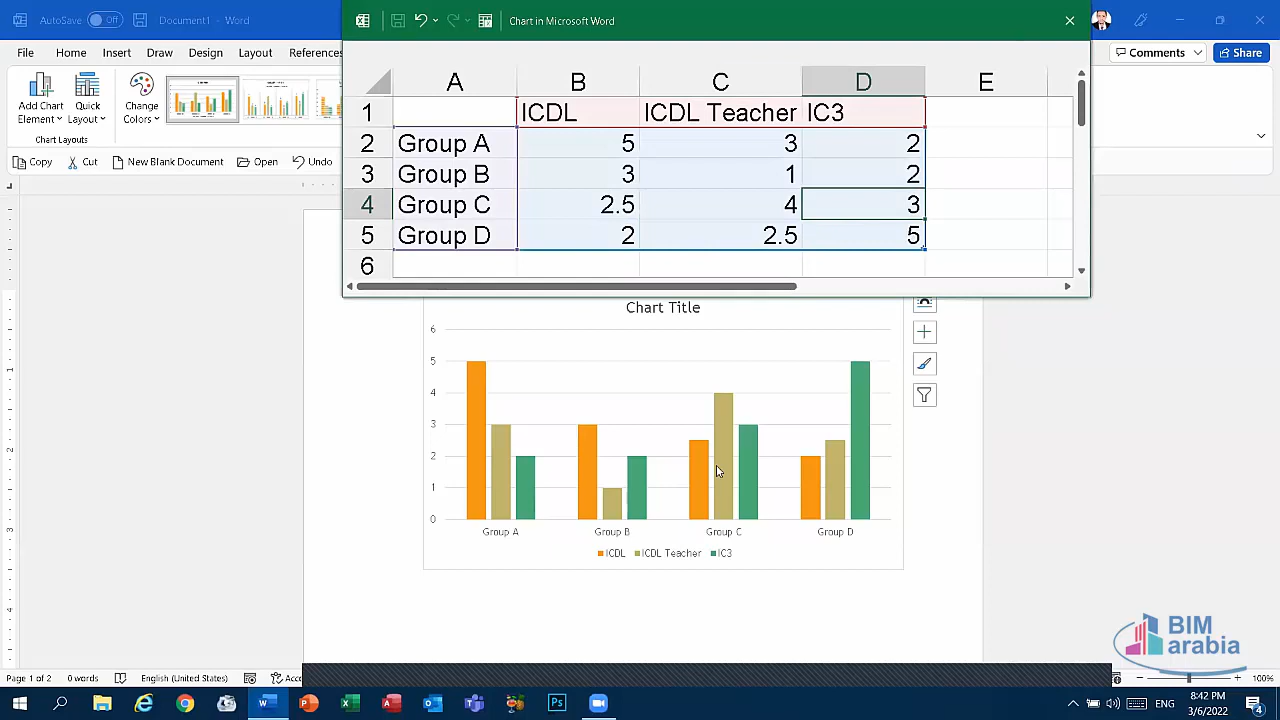 AutoSave Off Document1 - Word
Chart in Microsoft Word
File Home Insert Draw Design Layout References
Comments Share
Add Chart Element Quick Layout Change Colors
Chart Layouts
Copy Cut New Blank Document Open Undo
A B C D E
1 ICDL ICDL Teacher IC3
2 Group A 5 3 2
3 Group B 3 1 2
4 Group C 2.5 4 3
5 Group D 2 2.5 5
6
Chart Title
6
5
4
3
2
1
0
Group A Group B Group C Group D
ICDL ICDL Teacher IC3
BIM
arabia
Page 1 of 2 0 words English (United States) Acce 100%
Ps
ENG
8:42 PM
3/6/2022
4